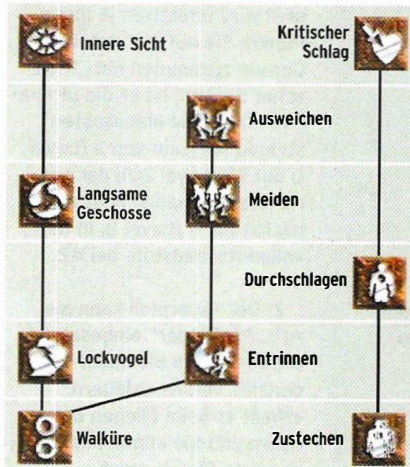 Innere Sicht
Kritischer
Schlag
Ausweichen
Langsame
Geschosse
Meiden
Durchschlagen
Lockvogel
Entrinnen
Walküre
Zustechen